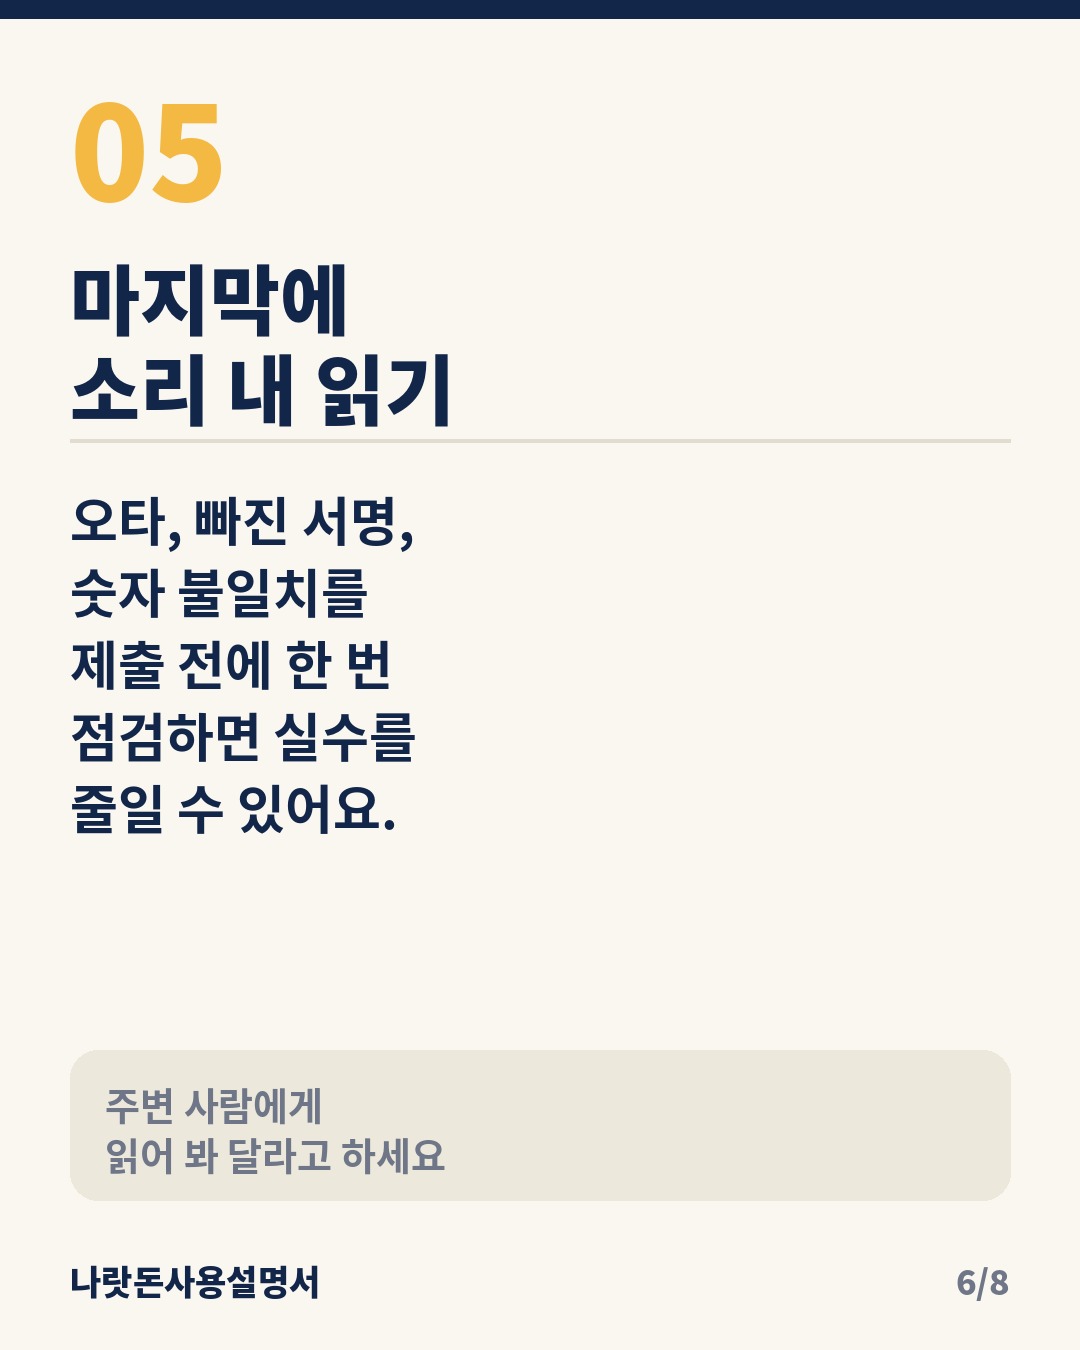 05
마지막에
소리 내 읽기
오타, 빠진 서명,
숫자 불일치를
제출 전에 한 번
점검하면 실수를
줄일 수 있어요.
주변 사람에게
읽어 봐 달라고 하세요
나랏돈사용설명서
6/8